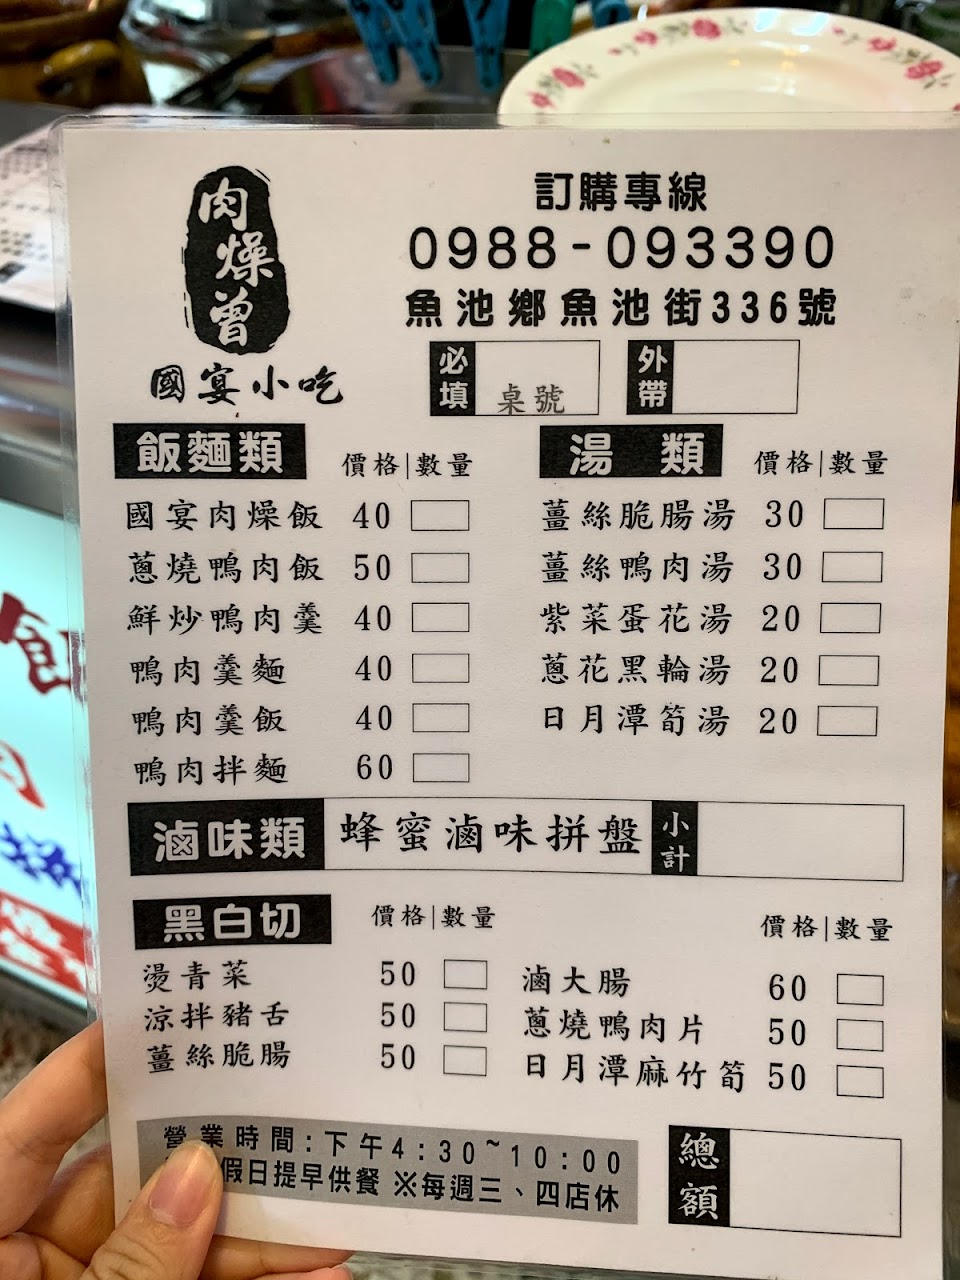 肉燥曾
國宴小吃
訂購專線
0988-093390
魚池鄉魚池街336號
必填 桌號
外帶
飯麵類 價格|數量
國宴肉燥飯 40
蔥燒鴨肉飯 50
鮮炒鴨肉羹 40
鴨肉羹麵 40
鴨肉羹飯 40
鴨肉拌麵 60
湯類 價格|數量
薑絲脆腸湯 30
薑絲鴨肉湯 30
紫菜蛋花湯 20
蔥花黑輪湯 20
日月潭筍湯 20
滷味類 蜂蜜滷味拼盤 小計
黑白切 價格|數量
燙青菜 50
涼拌豬舌 50
薑絲脆腸 50
價格|數量
滷大腸 60
蔥燒鴨肉片 50
日月潭麻竹筍 50
營業時間:下午4:30~10:00
假日提早供餐 ※每週三、四店休
總額